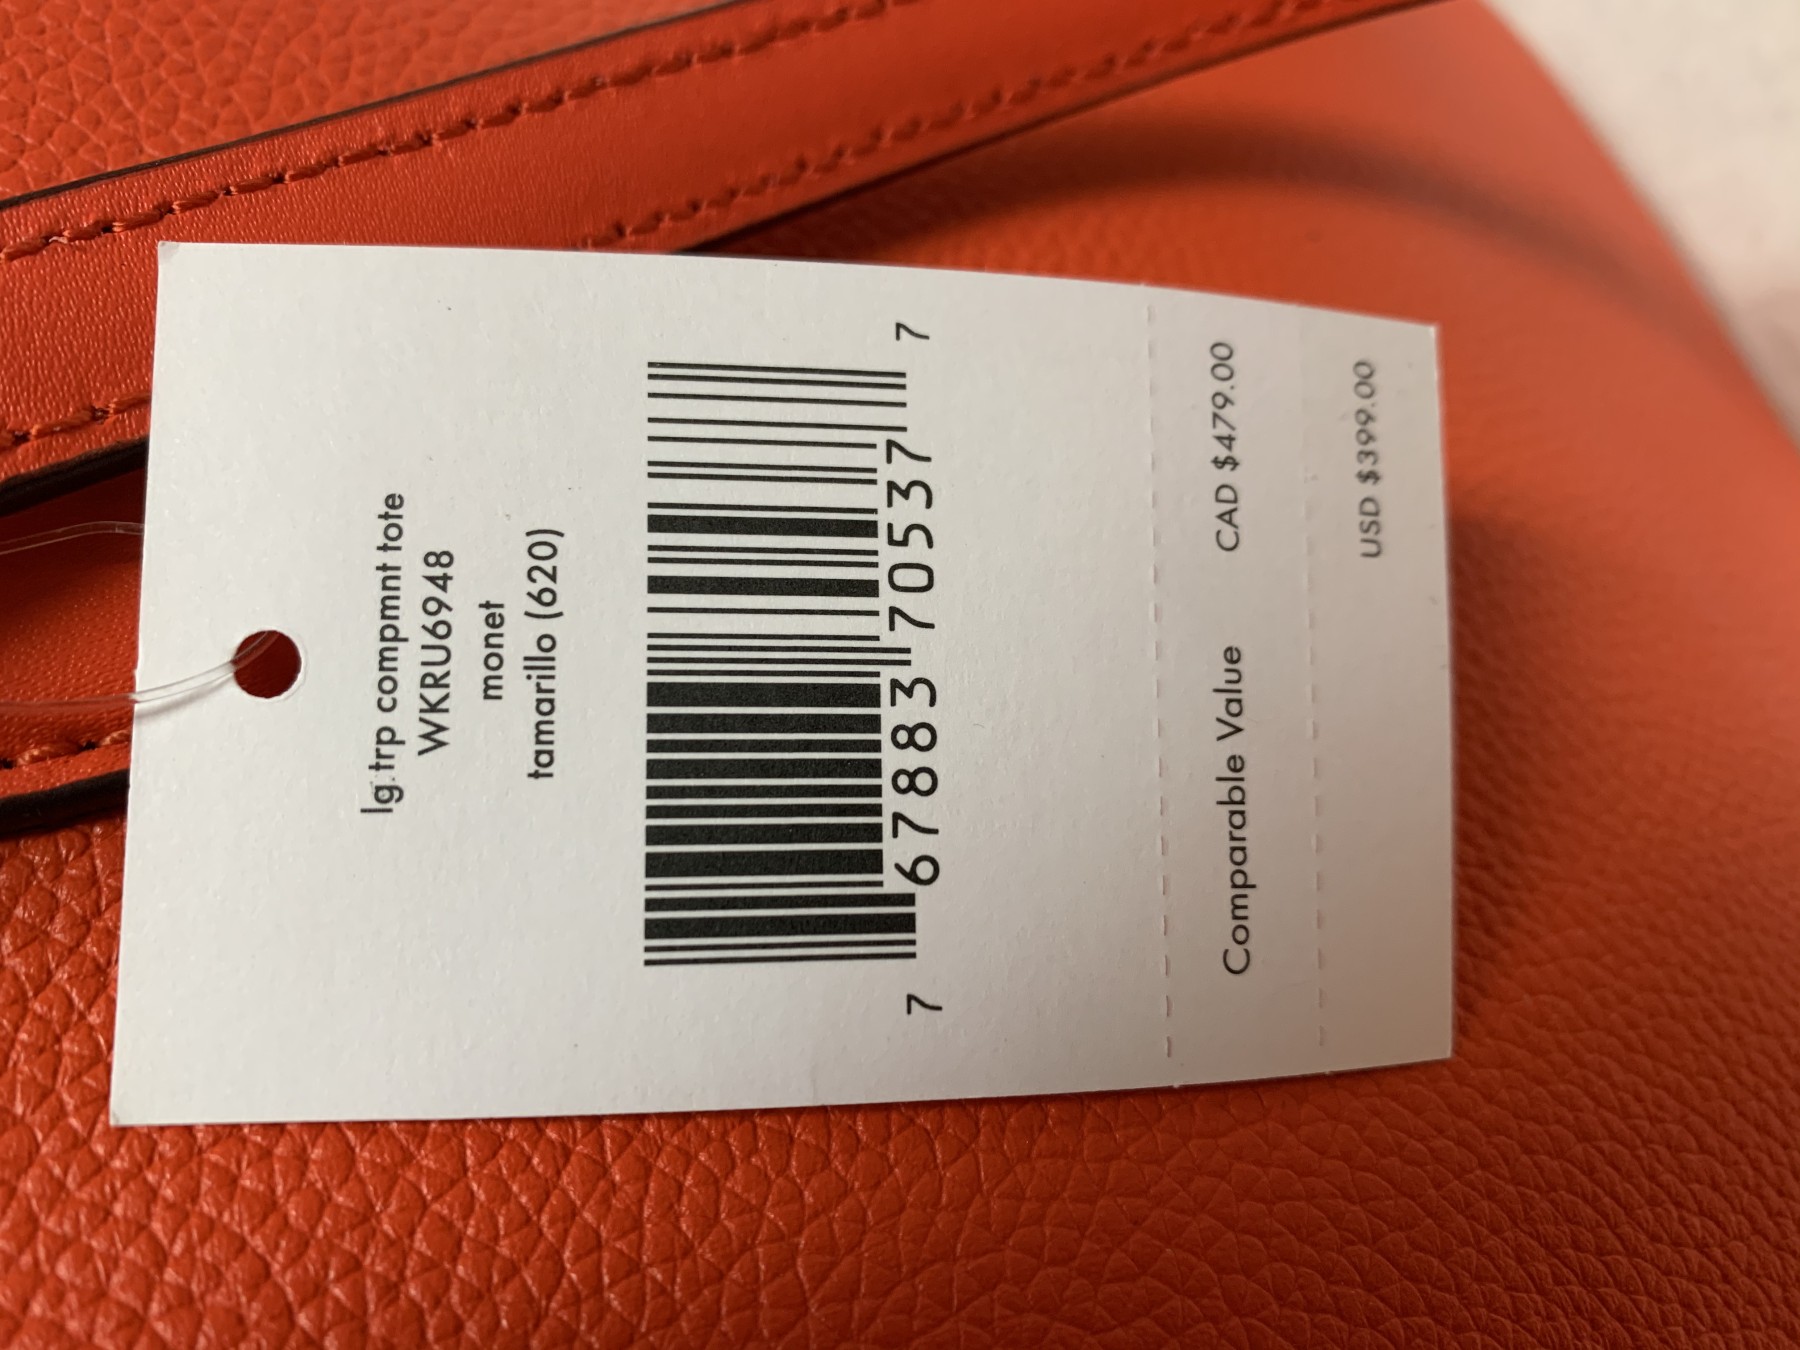 lg trp compmnt tote
WKRU6948
monet
tamarillo (620)
7 67883 70537 7
Comparable Value CAD $479.00
USD $399.00